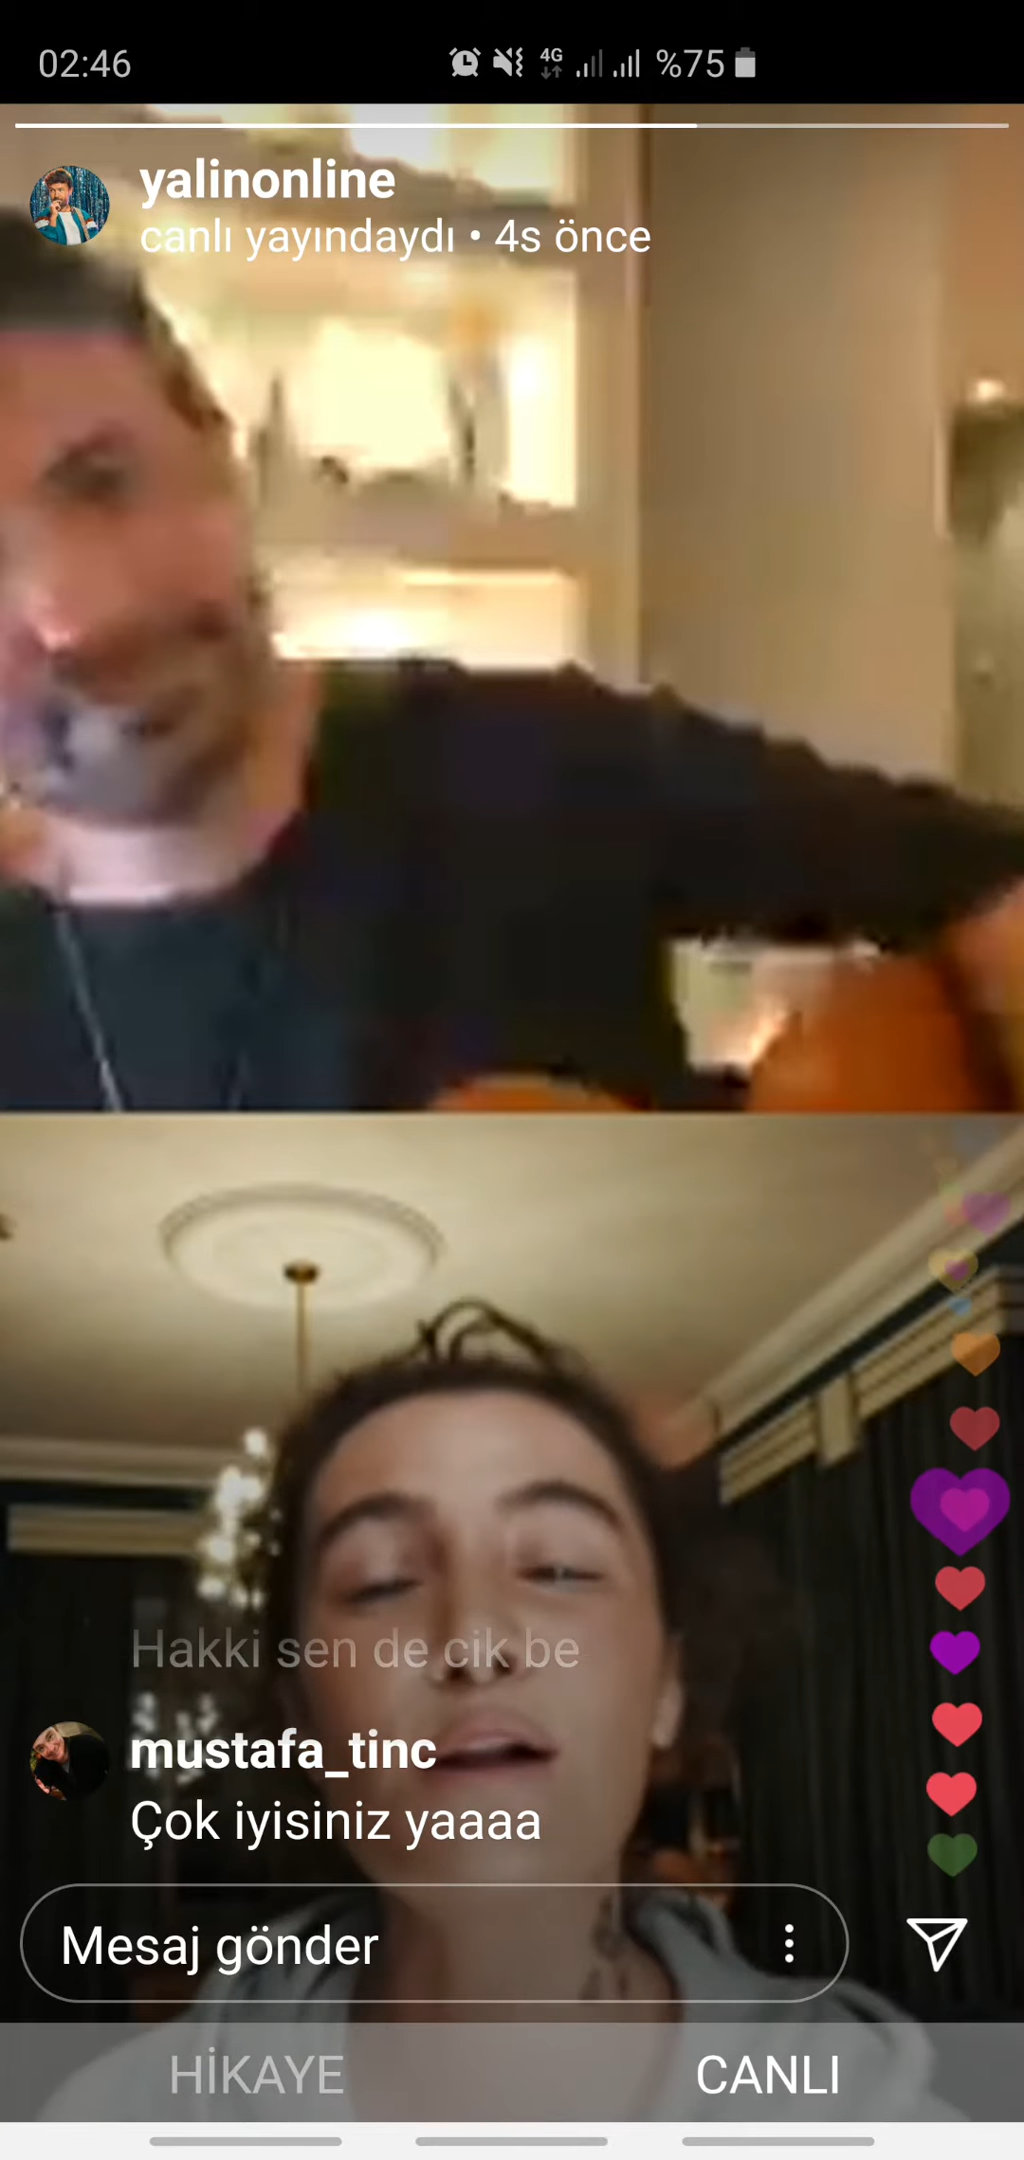 02:46
4G
%75
yalinonline
canlı yayındaydı • 4s önce
Hakki sen de cik be
mustafa_tinc
Çok iyisiniz yaaaa
Mesaj gönder
HİKAYE
CANLI